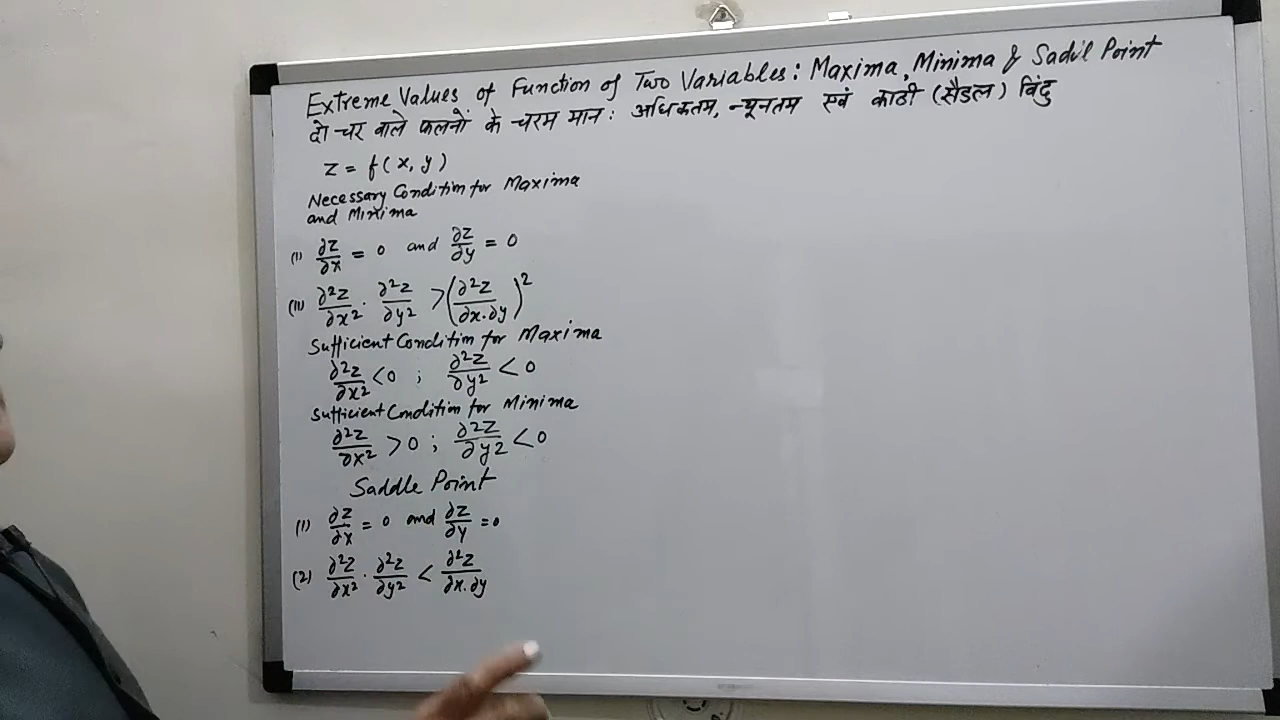 Extreme Values of Function of Two Variables: Maxima, Minima & Sadil Point
दो चर वाले फलनों के चरम मान: अधिकतम, न्यूनतम एवं काठी (सैडल) बिंदु
z = f(x, y)
Necessary Condition for Maxima
and Minima
(i) ∂z/∂x = 0 and ∂z/∂y = 0
(ii) ∂²z/∂x² · ∂²z/∂y² > (∂²z/∂x·∂y)²
Sufficient Condition for Maxima
∂²z/∂x² < 0 ; ∂²z/∂y² < 0
Sufficient Condition for Minima
∂²z/∂x² > 0 ; ∂²z/∂y² < 0
Saddle Point
(1) ∂z/∂x = 0 and ∂z/∂y = 0
(2) ∂²z/∂x² · ∂²z/∂y² < ∂²z/∂x·∂y